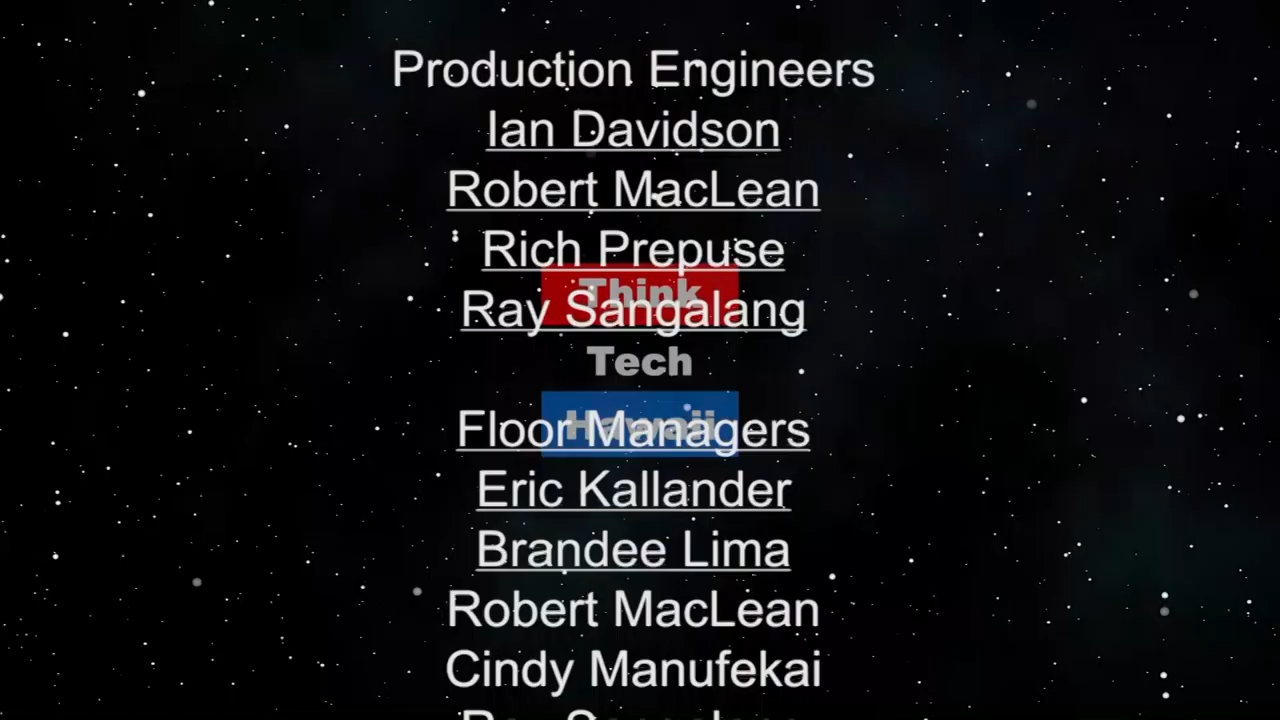 Production Engineers
Ian Davidson
Robert MacLean
Rich Prepuse
Think
Ray Sangalang
Tech
Hawaii
Floor Managers
Eric Kallander
Brandee Lima
Robert MacLean
Cindy Manufekai